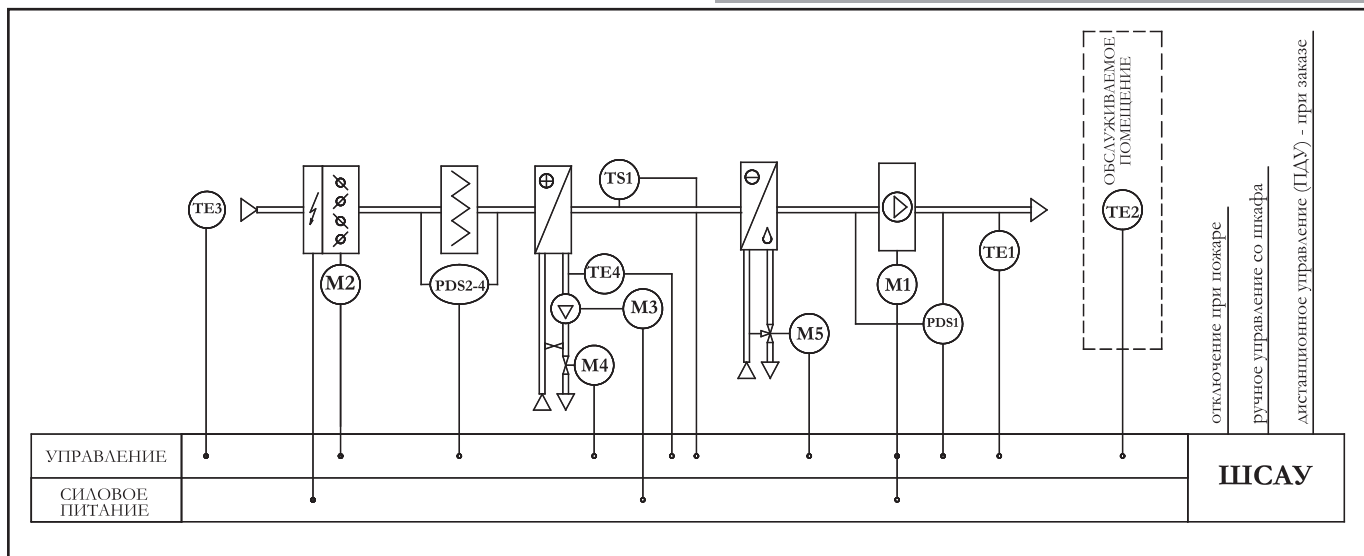 TE3
M2
PDS2-4
TE4
M3
M4
TS1
M5
M1
PDS1
TE1
ОБСЛУЖИВАЕМОЕ
ПОМЕЩЕНИЕ
TE2
отключение при пожаре
ручное управление со шкафа
дистанционное управление (ПДУ) - при заказе
УПРАВЛЕНИЕ
СИЛОВОЕ
ПИТАНИЕ
ШСАУ